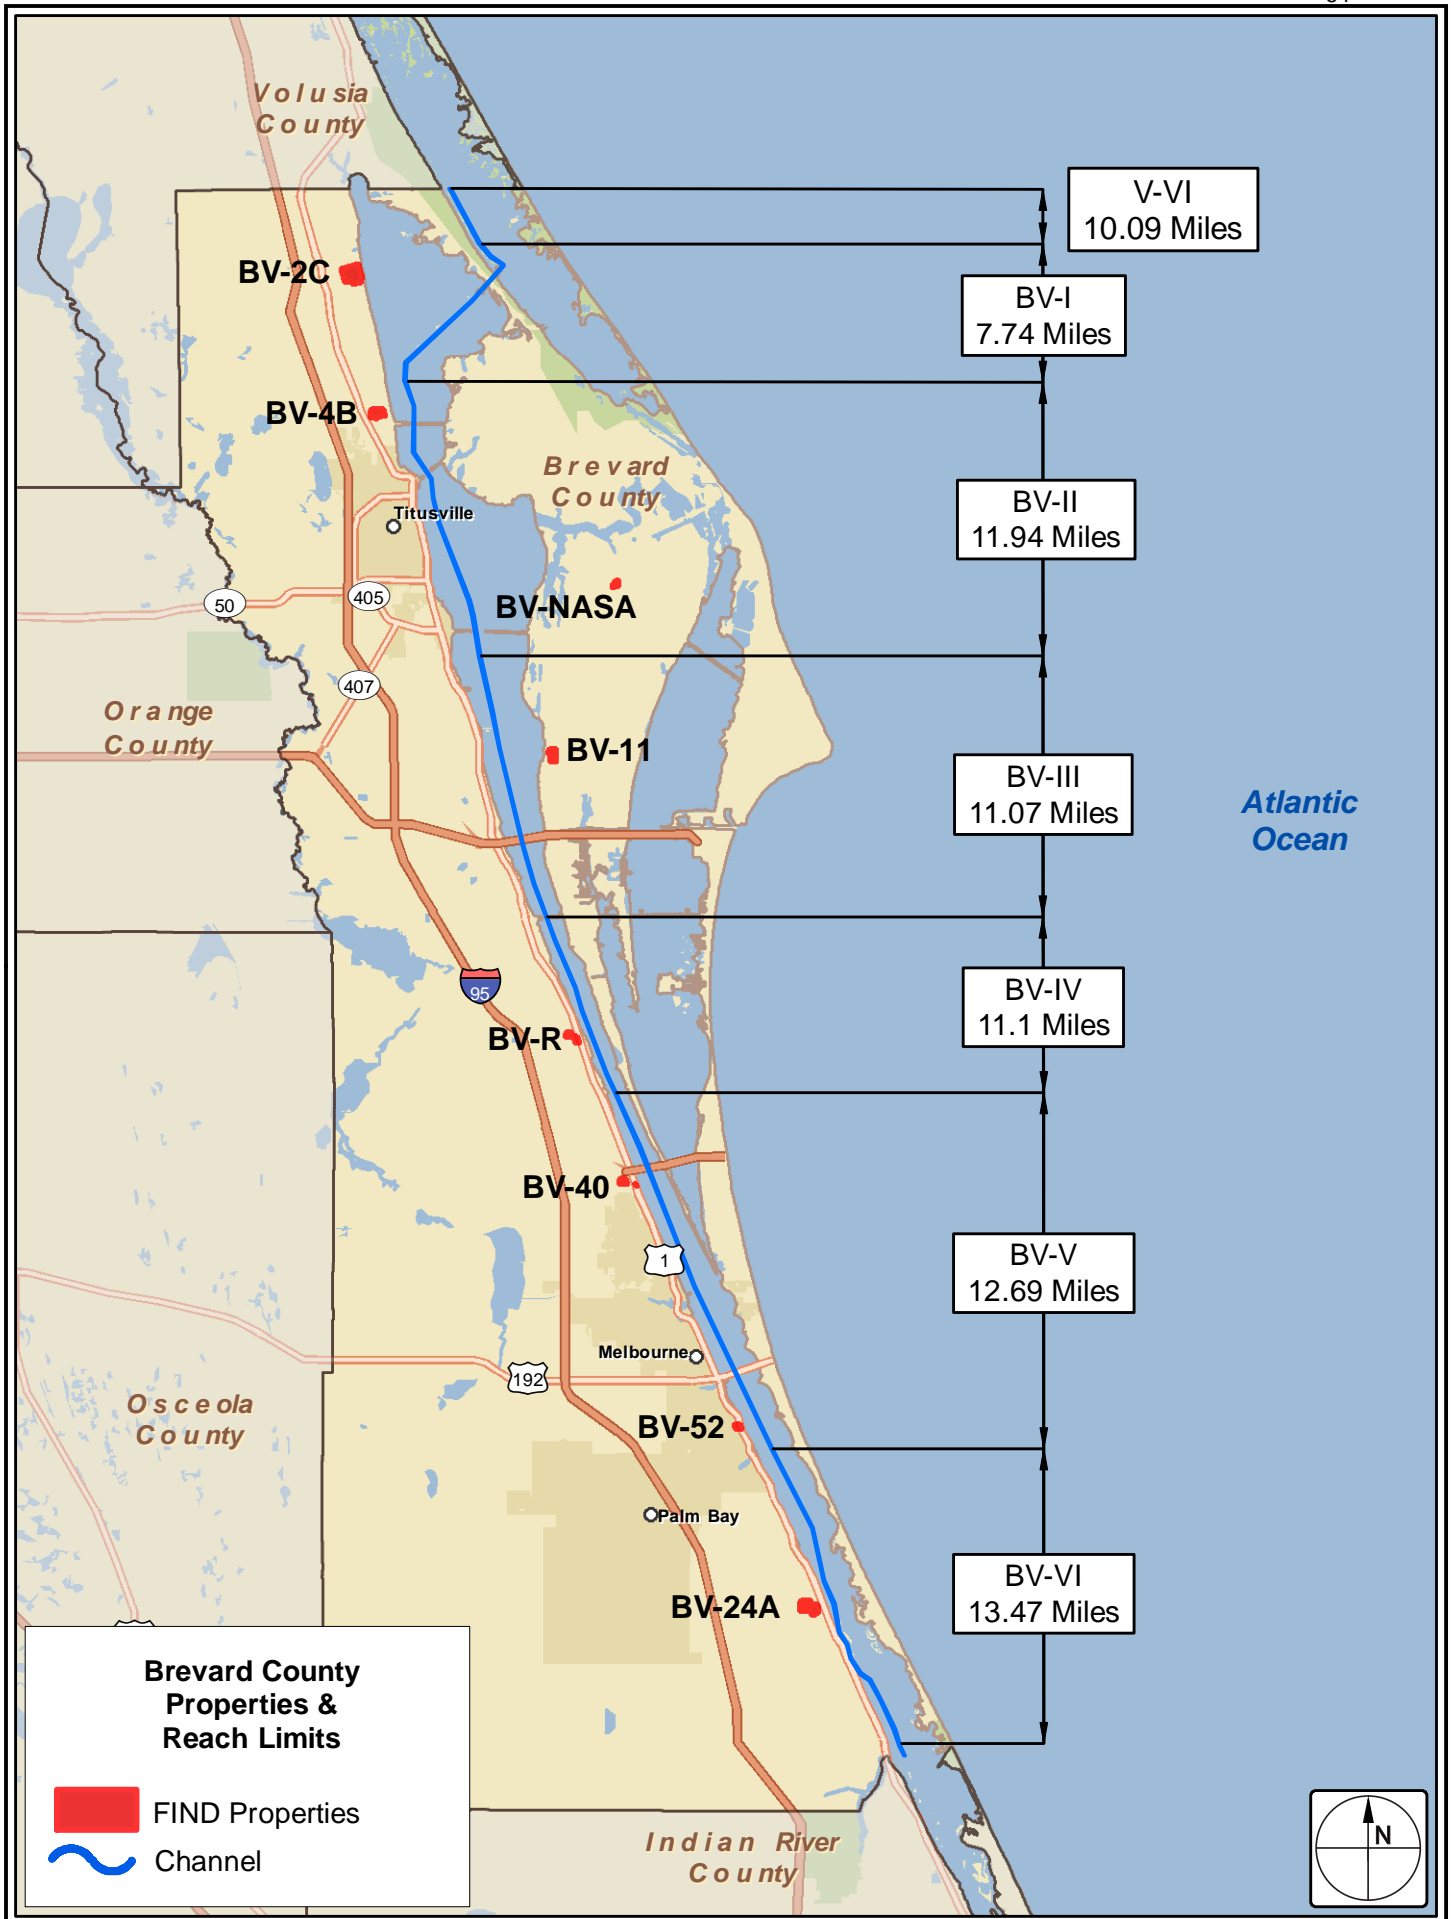 Volusia
County
V-VI
10.09 Miles
BV-2C
BV-I
7.74 Miles
BV-4B
Brevard
County
BV-II
11.94 Miles
Titusville
50
405
BV-NASA
407
Orange
County
BV-11
BV-III
11.07 Miles
Atlantic
Ocean
95
BV-IV
11.1 Miles
BV-R
BV-40
1
BV-V
12.69 Miles
Melbourne
192
Osceola
County
BV-52
Palm Bay
BV-24A
BV-VI
13.47 Miles
Brevard County
Properties &
Reach Limits
FIND Properties
Channel
Indian River
County
N